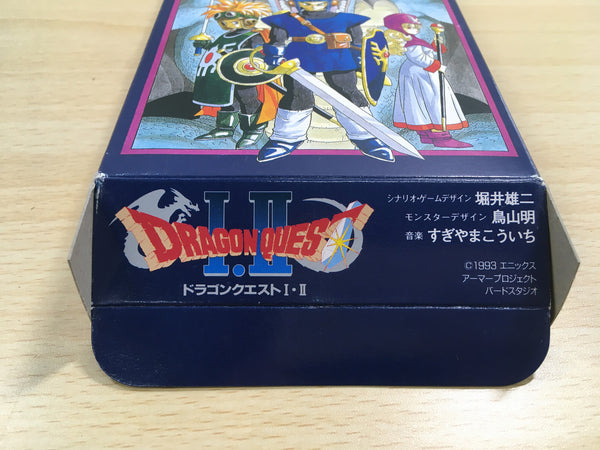 I・II
DRAGON QUEST
ドラゴンクエストI・II
シナリオ・ゲームデザイン 堀井雄二
モンスターデザイン 鳥山明
音楽 すぎやまこういち
©1993 エニックス
アーマープロジェクト
バードスタジオ